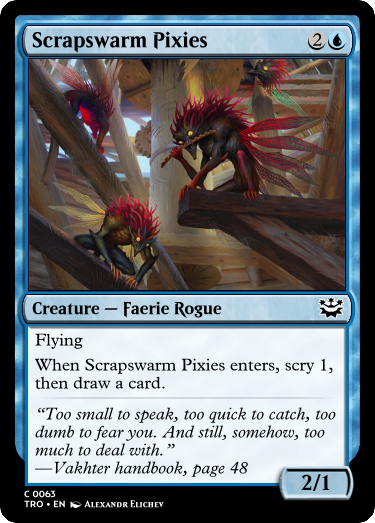 Scrapswarm Pixies 2
Creature — Faerie Rogue
Flying
When Scrapswarm Pixies enters, scry 1,
then draw a card.
“Too small to speak, too quick to catch, too
dumb to fear you. And still, somehow, too
much to deal with.”
—Vakhter handbook, page 48
2/1
C 0063
TRO • EN Alexandr Elichev